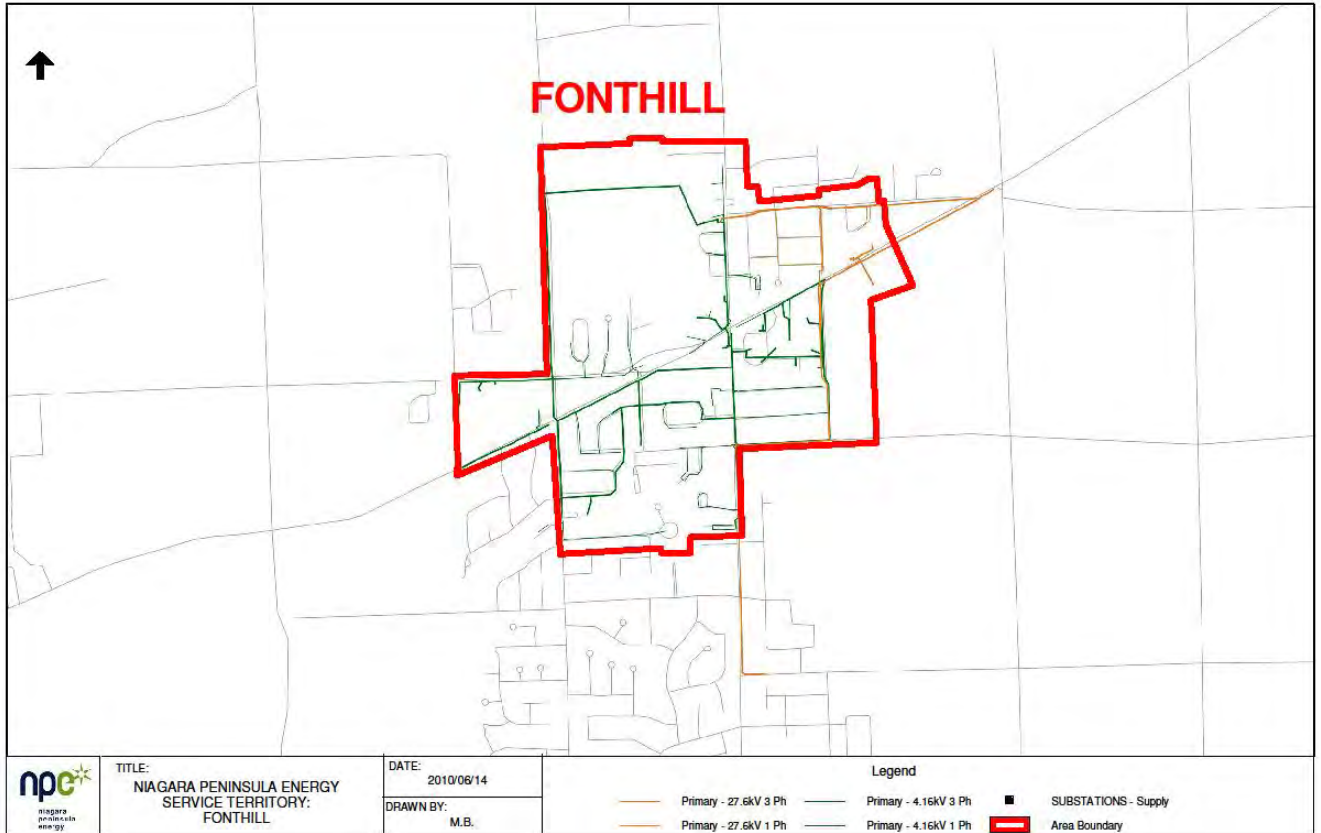 FONTHILL
npe
niagara
peninsula
energy
TITLE:
NIAGARA PENINSULA ENERGY
SERVICE TERRITORY:
FONTHILL
DATE:
2010/06/14
DRAWN BY:
M.B.
Legend
Primary - 27.6kV 3 Ph
Primary - 4.16kV 3 Ph
SUBSTATIONS - Supply
Primary - 27.6kV 1 Ph
Primary - 4.16kV 1 Ph
Area Boundary